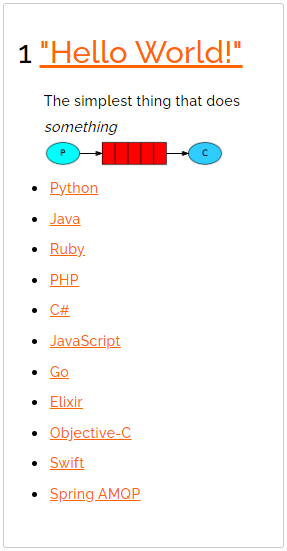 1 "Hello World!"
The simplest thing that does
something
P C
Python
Java
Ruby
PHP
C#
JavaScript
Go
Elixir
Objective-C
Swift
Spring AMQP